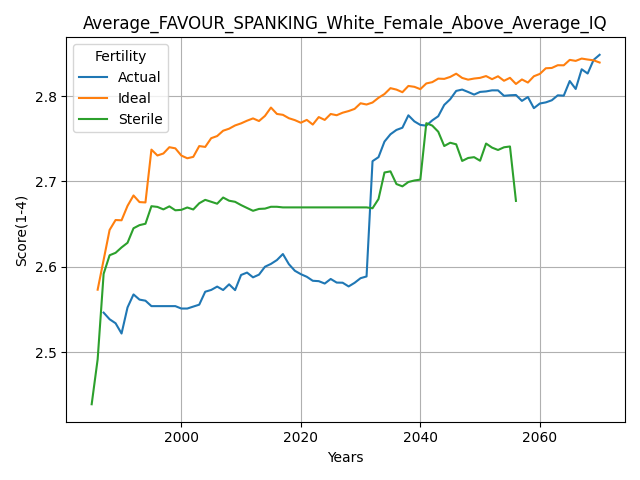 Average_FAVOUR_SPANKING_White_Female_Above_Average_IQ
Fertility
Actual
Ideal
Sterile
Score(1-4)
2.8
2.7
2.6
2.5
2000
2020
2040
2060
Years